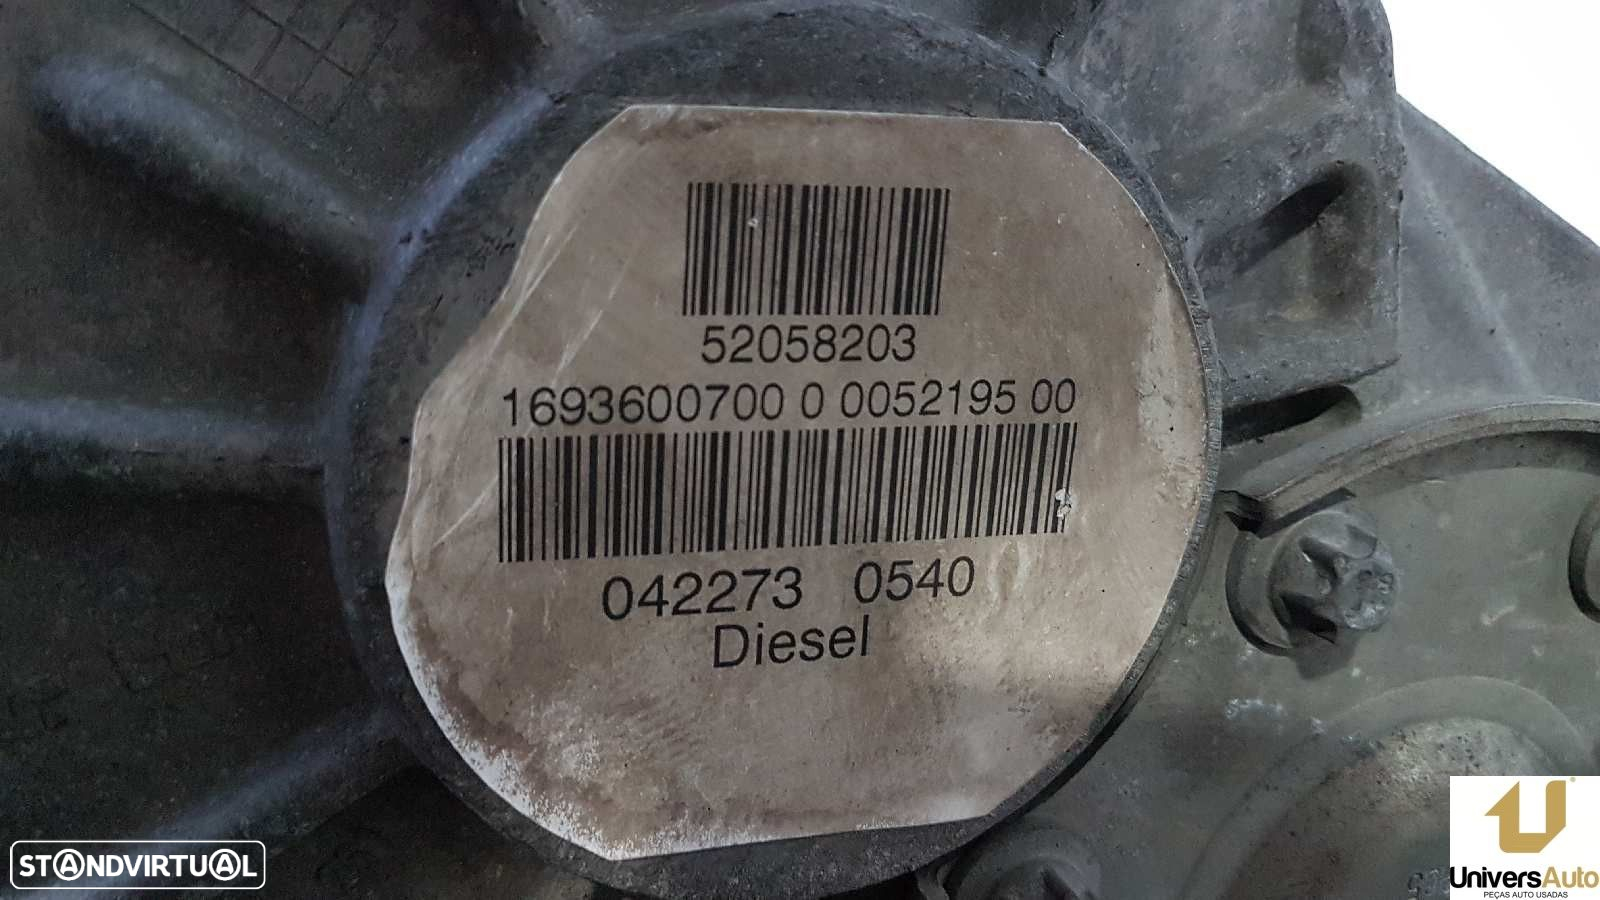 52058203
1693600700 0 0052195 00
042273 0540
Diesel
STANDVIRTUAL
UniversAuto
PEÇAS AUTO USADAS